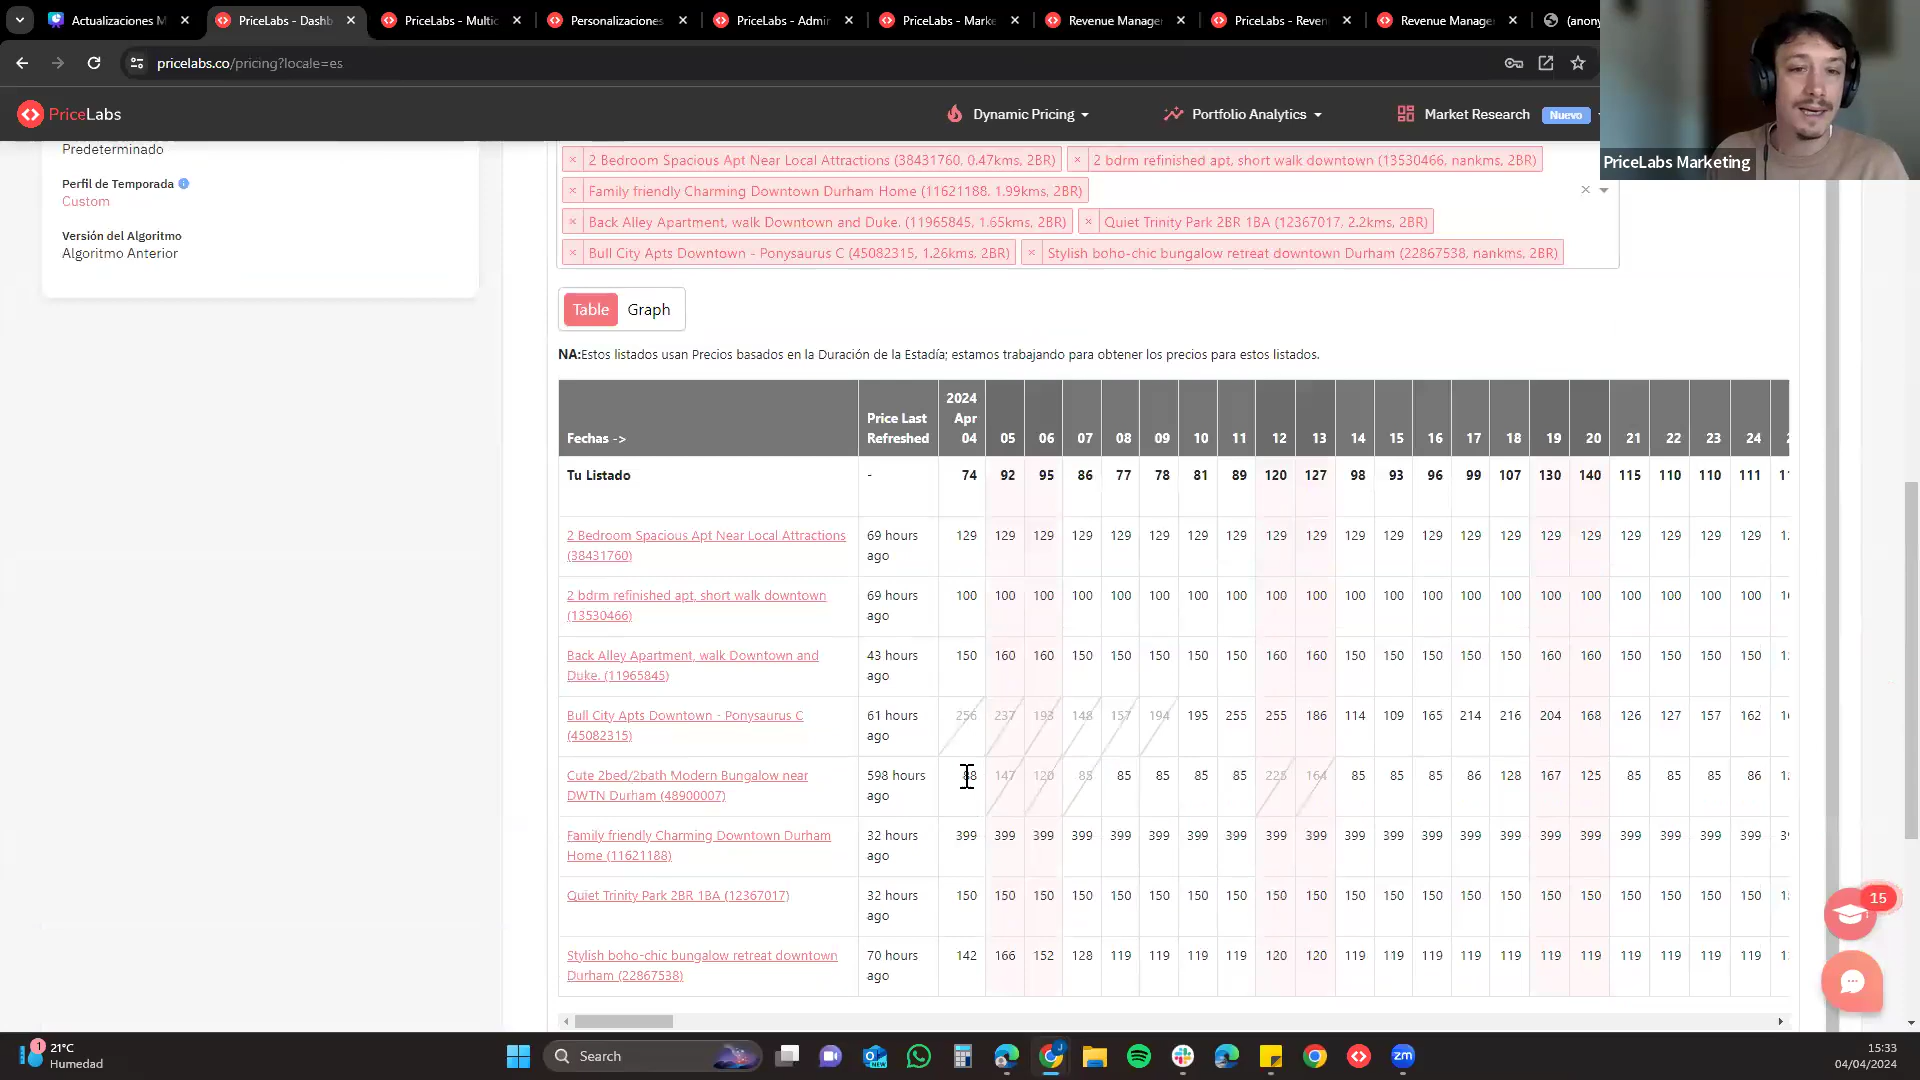 Actualizaciones M
PriceLabs - Dashb
PriceLabs - Multic
Personalizaciones
PriceLabs - Admir
PriceLabs - Marke
Revenue Manager
PriceLabs - Reven
Revenue Manage
(anony
pricelabs.co/pricing?locale=es
PriceLabs
Dynamic Pricing
Portfolio Analytics
Market Research
Nuevo
PriceLabs Marketing
Predeterminado
Perfil de Temporada
Custom
Versión del Algoritmo
Algoritmo Anterior
× 2 Bedroom Spacious Apt Near Local Attractions (38431760, 0.47kms, 2BR) × 2 bdrm refinished apt, short walk downtown (13530466, nankms, 2BR)
× Family friendly Charming Downtown Durham Home (11621188, 1.99kms, 2BR)
× Back Alley Apartment, walk Downtown and Duke. (11965845, 1.65kms, 2BR) × Quiet Trinity Park 2BR 1BA (12367017, 2.2kms, 2BR)
× Bull City Apts Downtown - Ponysaurus C (45082315, 1.26kms, 2BR) × Stylish boho-chic bungalow retreat downtown Durham (22867538, nankms, 2BR)
Table Graph
NA:Estos listados usan Precios basados en la Duración de la Estadía; estamos trabajando para obtener los precios para estos listados.
Fechas -> Price Last Refreshed 2024 Apr 04 05 06 07 08 09 10 11 12 13 14 15 16 17 18 19 20 21 22 23 24
Tu Listado - 74 92 95 86 77 78 81 89 120 127 98 93 96 99 107 130 140 115 110 110 111
2 Bedroom Spacious Apt Near Local Attractions (38431760) 69 hours ago 129 129 129 129 129 129 129 129 129 129 129 129 129 129 129 129 129 129 129 129 129
2 bdrm refinished apt, short walk downtown (13530466) 69 hours ago 100 100 100 100 100 100 100 100 100 100 100 100 100 100 100 100 100 100 100 100 100
Back Alley Apartment, walk Downtown and Duke. (11965845) 43 hours ago 150 160 160 150 150 150 150 150 160 160 150 150 150 150 150 160 160 150 150 150 150
Bull City Apts Downtown - Ponysaurus C (45082315) 61 hours ago 256 237 193 148 157 194 195 255 255 186 114 109 165 214 216 204 168 126 127 157 162
Cute 2bed/2bath Modern Bungalow near DWTN Durham (48900007) 598 hours ago 88 147 120 85 85 85 85 85 225 164 85 85 85 86 128 167 125 85 85 85 86
Family friendly Charming Downtown Durham Home (11621188) 32 hours ago 399 399 399 399 399 399 399 399 399 399 399 399 399 399 399 399 399 399 399 399 399
Quiet Trinity Park 2BR 1BA (12367017) 32 hours ago 150 150 150 150 150 150 150 150 150 150 150 150 150 150 150 150 150 150 150 150 150
Stylish boho-chic bungalow retreat downtown Durham (22867538) 70 hours ago 142 166 152 128 119 119 119 119 120 120 119 119 119 119 119 119 119 119 119 119 119
15
1
21°C
Humedad
Search
NEW
zm
15:33
04/04/2024